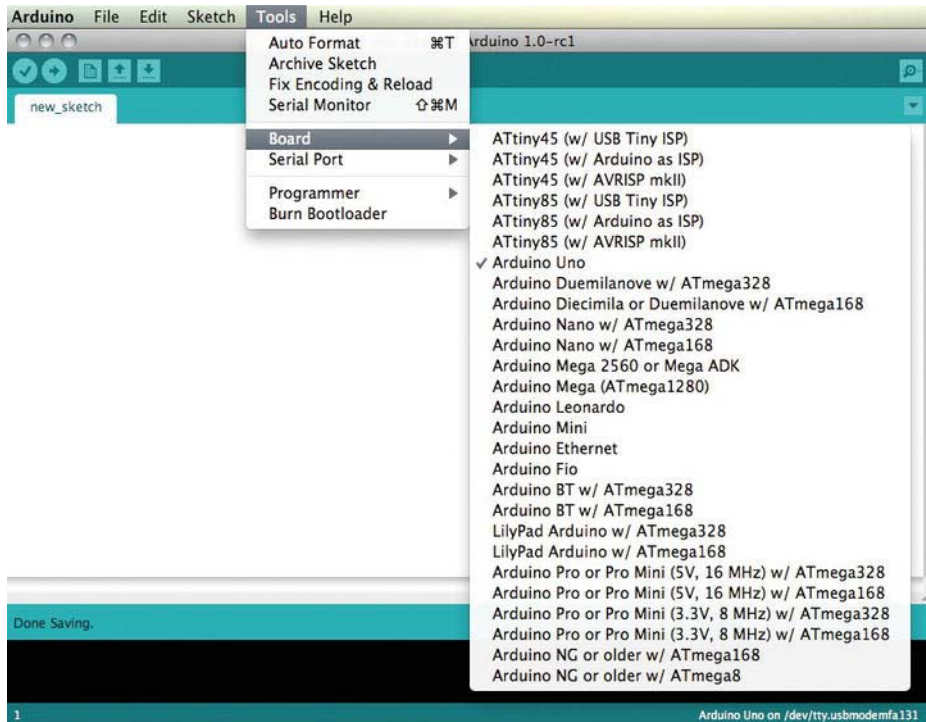 Arduino File Edit Sketch Tools Help
Arduino 1.0-rc1
Auto Format ⌘T
Archive Sketch
Fix Encoding & Reload
Serial Monitor ⇧⌘M
new_sketch
Board
Serial Port
Programmer
Burn Bootloader
ATtiny45 (w/ USB Tiny ISP)
ATtiny45 (w/ Arduino as ISP)
ATtiny45 (w/ AVRISP mkII)
ATtiny85 (w/ USB Tiny ISP)
ATtiny85 (w/ Arduino as ISP)
ATtiny85 (w/ AVRISP mkII)
✓ Arduino Uno
Arduino Duemilanove w/ ATmega328
Arduino Diecimila or Duemilanove w/ ATmega168
Arduino Nano w/ ATmega328
Arduino Nano w/ ATmega168
Arduino Mega 2560 or Mega ADK
Arduino Mega (ATmega1280)
Arduino Leonardo
Arduino Mini
Arduino Ethernet
Arduino Fio
Arduino BT w/ ATmega328
Arduino BT w/ ATmega168
LilyPad Arduino w/ ATmega328
LilyPad Arduino w/ ATmega168
Arduino Pro or Pro Mini (5V, 16 MHz) w/ ATmega328
Arduino Pro or Pro Mini (5V, 16 MHz) w/ ATmega168
Arduino Pro or Pro Mini (3.3V, 8 MHz) w/ ATmega328
Arduino Pro or Pro Mini (3.3V, 8 MHz) w/ ATmega168
Arduino NG or older w/ ATmega168
Arduino NG or older w/ ATmega8
Done Saving.
1
Arduino Uno on /dev/tty.usbmodemfa131